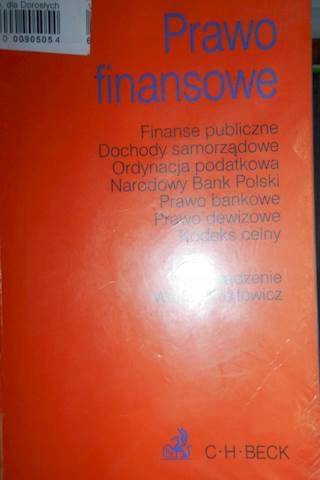 dla Dorosłych
00905054
Prawo
finansowe
Finanse publiczne
Dochody samorządowe
Ordynacja podatkowa
Narodowy Bank Polski
Prawo bankowe
Prawo dewizowe
Kodeks celny
C·H·BECK